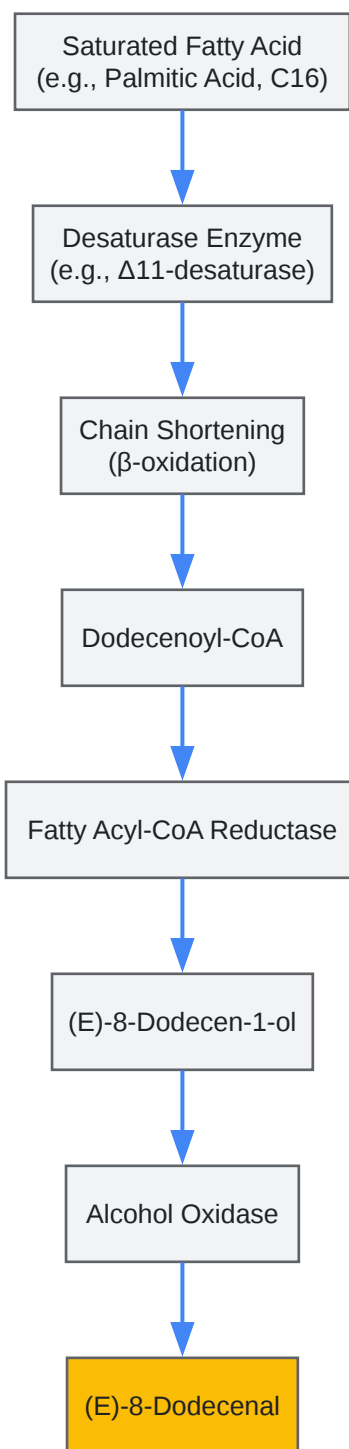 Saturated Fatty Acid
(e.g., Palmitic Acid, C16)
Desaturase Enzyme
(e.g., Δ11-desaturase)
Chain Shortening
(β-oxidation)
Dodecenoyl-CoA
Fatty Acyl-CoA Reductase
(E)-8-Dodecen-1-ol
Alcohol Oxidase
(E)-8-Dodecenal